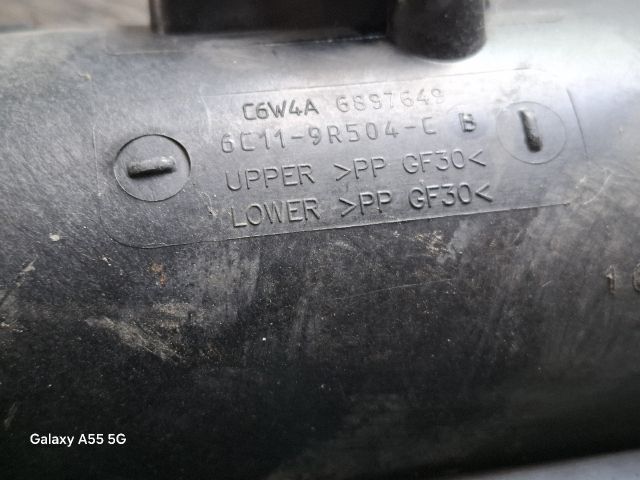 C6W4A 6897649
6C11-9R504-C B
UPPER >PP GF30<
LOWER >PP GF30<
Galaxy A55 5G